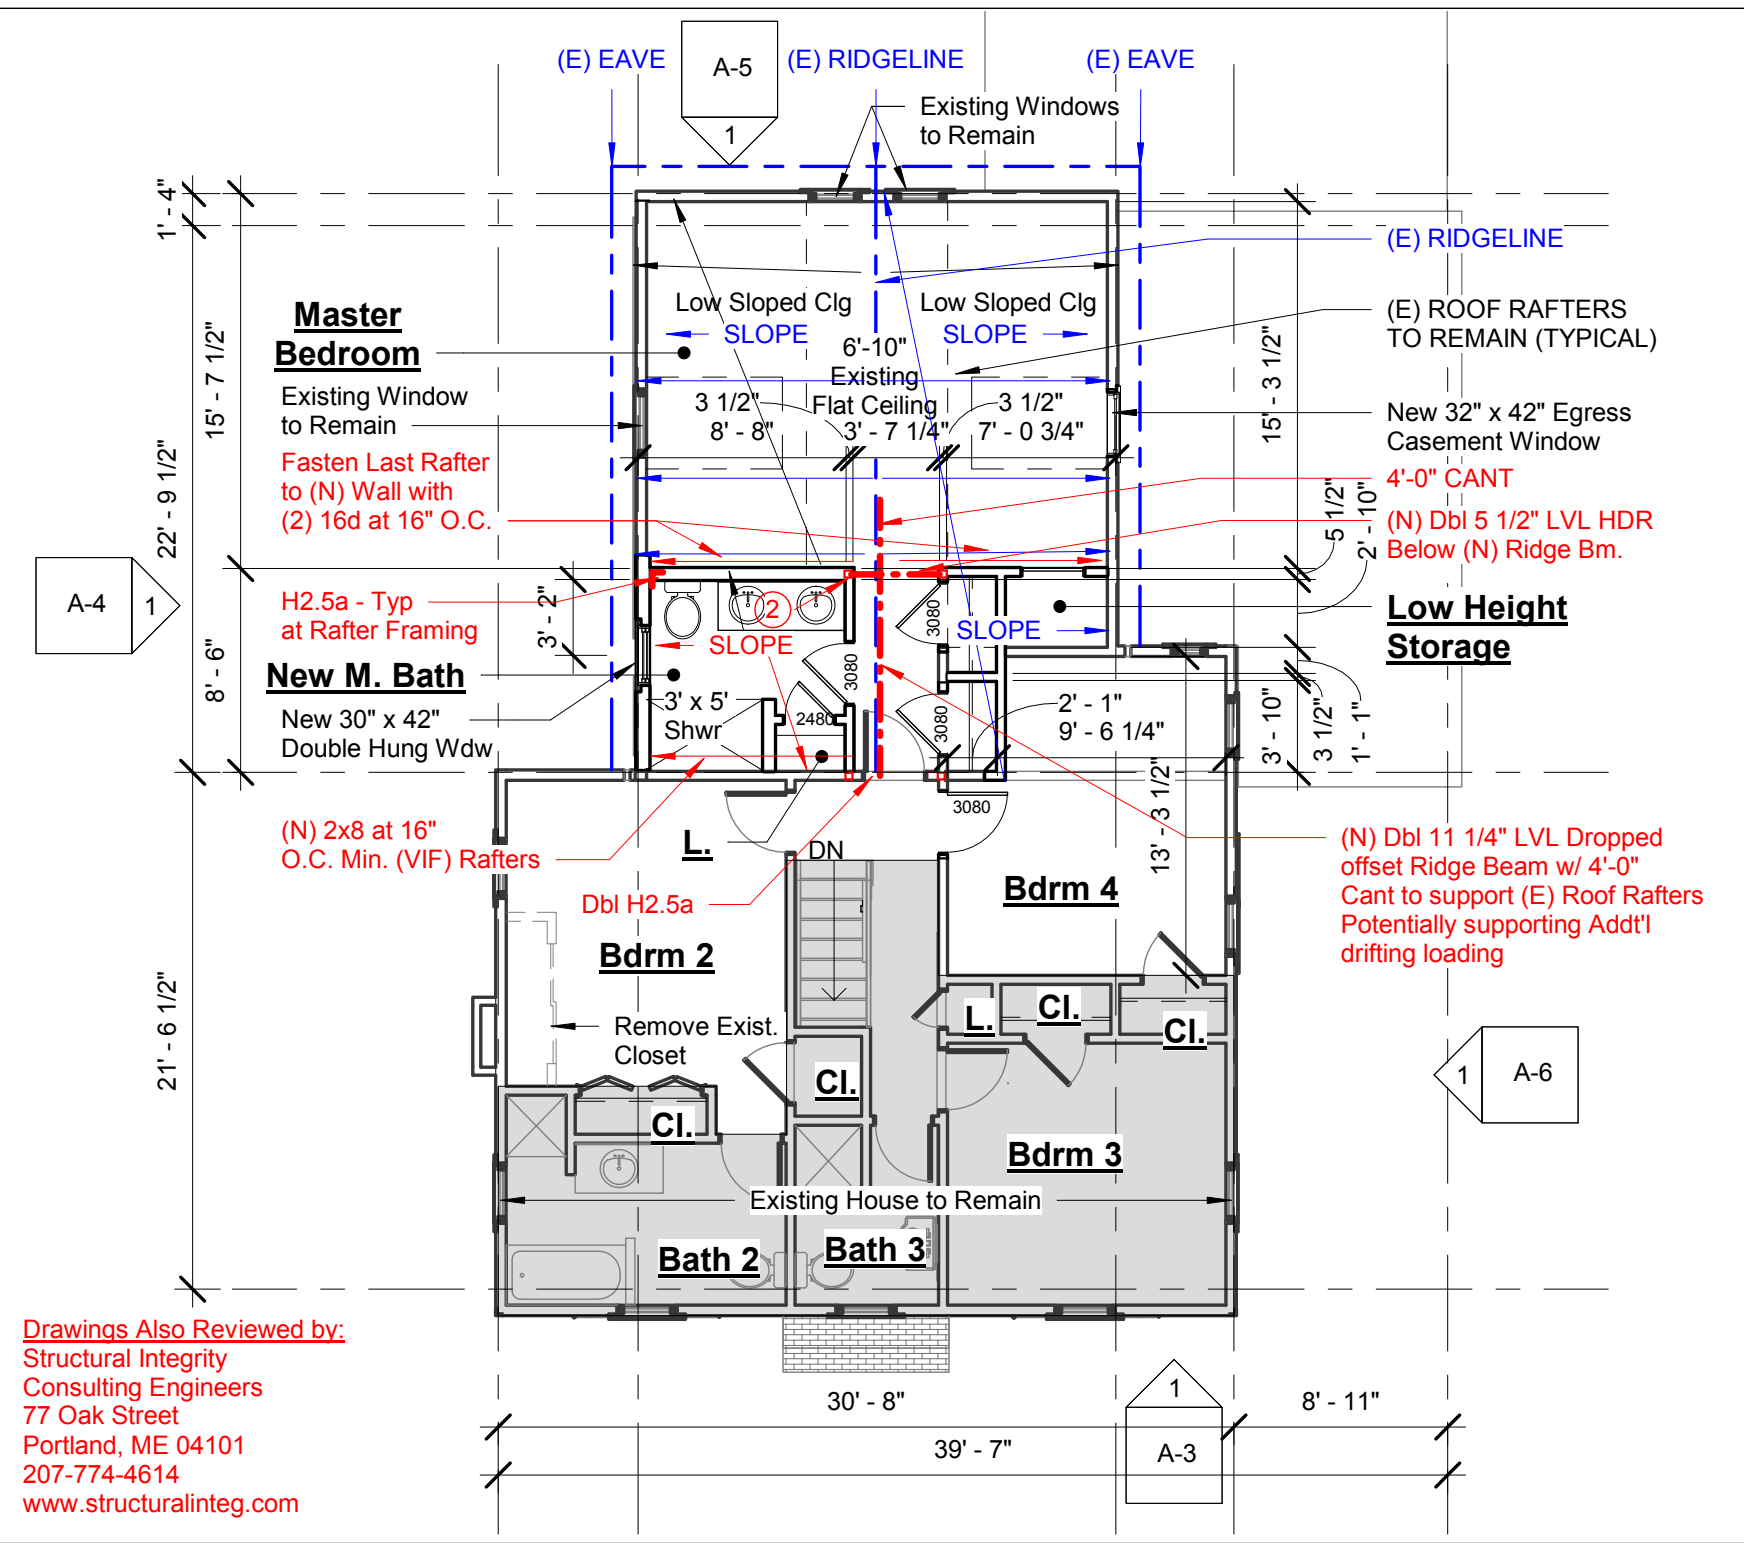 (E) EAVE
A-5
1
(E) RIDGELINE
(E) EAVE
Existing Windows
to Remain
1' - 4"
(E) RIDGELINE
Master
Bedroom
Low Sloped Clg
SLOPE
Low Sloped Clg
SLOPE
(E) ROOF RAFTERS
TO REMAIN (TYPICAL)
6'-10"
Existing
Flat Ceiling
15' - 7 1/2"
15' - 3 1/2"
Existing Window
to Remain
3 1/2"
8' - 8"
3' - 7 1/4"
3 1/2"
7' - 0 3/4"
New 32" x 42" Egress
Casement Window
Fasten Last Rafter
to (N) Wall with
(2) 16d at 16" O.C.
4'-0" CANT
22' - 9 1/2"
5 1/2"
2' - 10"
(N) Dbl 5 1/2" LVL HDR
Below (N) Ridge Bm.
A-4
1
H2.5a - Typ
at Rafter Framing
3' - 2"
2
3080
SLOPE
SLOPE
Low Height
Storage
8' - 6"
New M. Bath
3080
New 30" x 42"
Double Hung Wdw
3' x 5'
Shwr
2480
3080
2' - 1"
9' - 6 1/4"
3' - 10"
3 1/2"
1' - 1"
13' - 3 1/2"
3080
(N) 2x8 at 16"
O.C. Min. (VIF) Rafters
L.
DN
(N) Dbl 11 1/4" LVL Dropped
offset Ridge Beam w/ 4'-0"
Cant to support (E) Roof Rafters
Potentially supporting Addt'l
drifting loading
Dbl H2.5a
Bdrm 4
Bdrm 2
21' - 6 1/2"
Remove Exist.
Closet
L.
Cl.
Cl.
Cl.
Cl.
1
A-6
Bdrm 3
Existing House to Remain
Bath 2
Bath 3
Drawings Also Reviewed by:
Structural Integrity
Consulting Engineers
77 Oak Street
Portland, ME 04101
207-774-4614
www.structuralinteg.com
30' - 8"
1
A-3
8' - 11"
39' - 7"